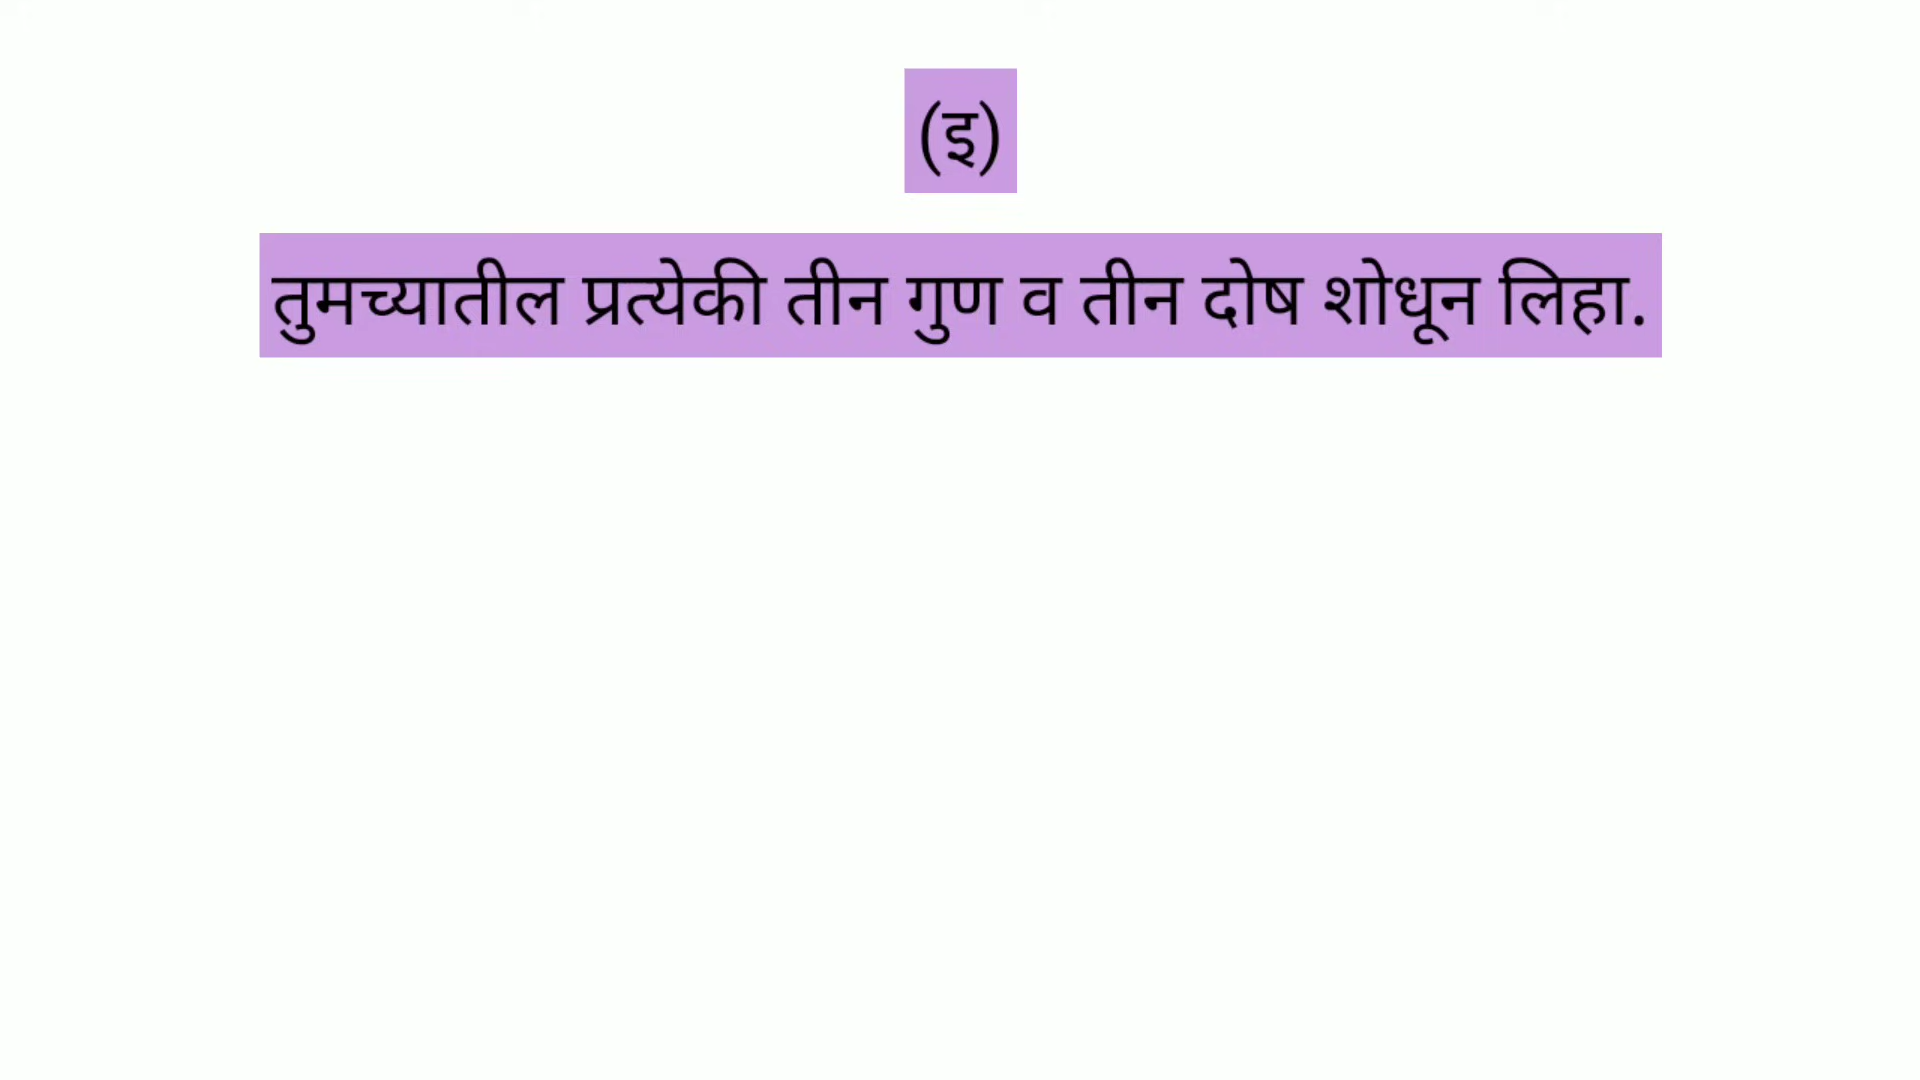 (इ)
तुमच्यातील प्रत्येकी तीन गुण व तीन दोष शोधून लिहा.